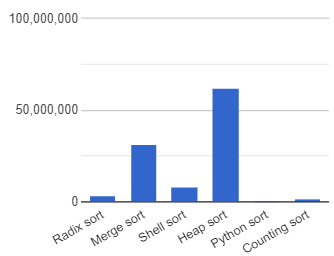 100,000,000
50,000,000
0
Radix sort
Merge sort
Shell sort
Heap sort
Python sort
Counting sort